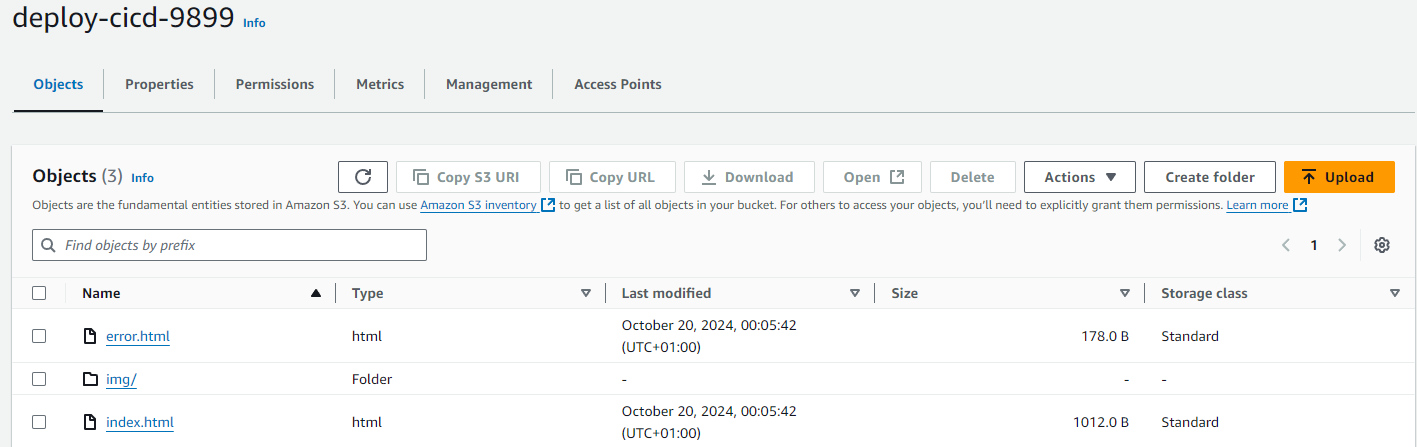 deploy-cicd-9899 Info
Objects Properties Permissions Metrics Management Access Points
Objects (3) Info Copy S3 URI Copy URL Download Open Delete Actions Create folder Upload
Objects are the fundamental entities stored in Amazon S3. You can use Amazon S3 inventory to get a list of all objects in your bucket. For others to access your objects, you'll need to explicitly grant them permissions. Learn more
Find objects by prefix 1
Name Type Last modified Size Storage class
error.html html October 20, 2024, 00:05:42 (UTC+01:00) 178.0 B Standard
img/ Folder - - -
index.html html October 20, 2024, 00:05:42 (UTC+01:00) 1012.0 B Standard